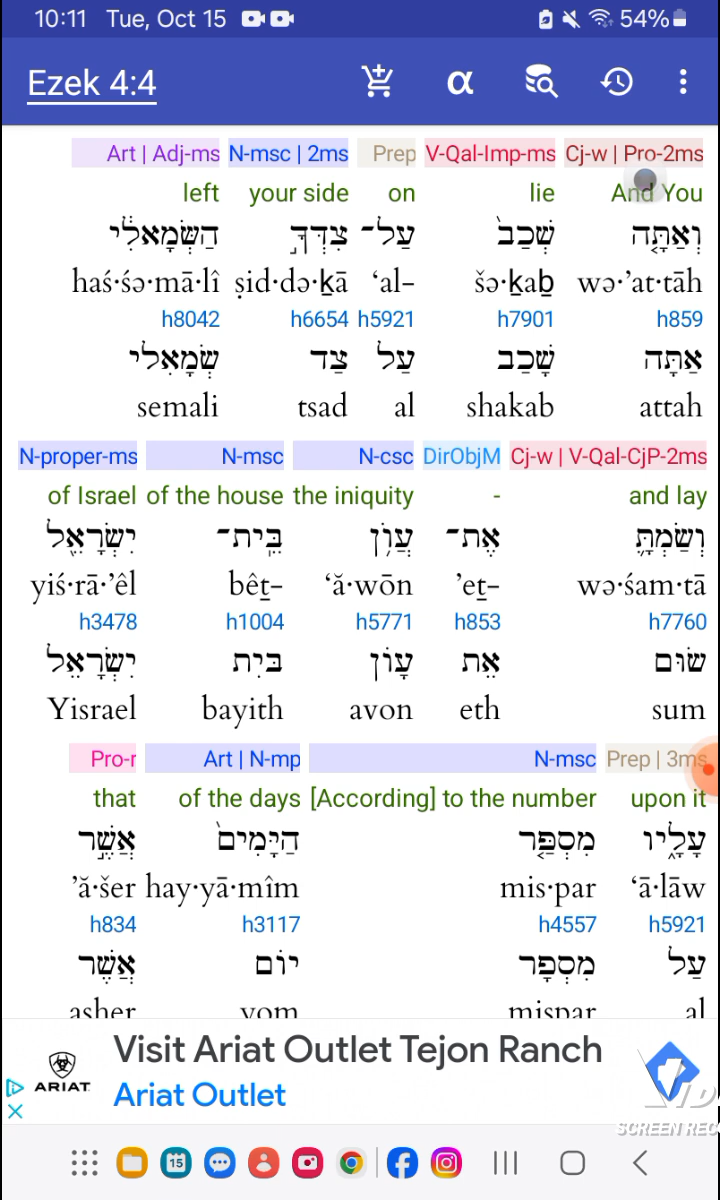 10:11 Tue, Oct 15 54%
Ezek 4:4 α
Art | Adj-ms N-msc | 2ms Prep V-Qal-Imp-ms Cj-w | Pro-2ms
left your side on lie And You
וְאַתָּ֤ה שְׁכַב֙ עַל־ צִדְּךָ֣ הַשְּׂמָאלִ֔י
haś·śə·mā·lî ṣid·də·ḵā ‘al- šə·ḵaḇ wə·’at·tāh
h8042 h6654 h5921 h7901 h859
אַתָּה שָׁכַב עַל צַד שְׂמָאלִי
semali tsad al shakab attah
N-proper-ms N-msc N-csc DirObjM Cj-w | V-Qal-CjP-2ms
of Israel of the house the iniquity - and lay
וְשַׂמְתָּ֛ אֶת־ עֲוֺ֥ן בֵּֽית־ יִשְׂרָאֵ֖ל
yiś·rā·’êl bêṯ- ‘ă·wōn ’eṯ- wə·śam·tā
h3478 h1004 h5771 h853 h7760
שׂוּם אֵת עָוֺן בַּיִת יִשְׂרָאֵל
Yisrael bayith avon eth sum
Pro-r Art | N-mp N-msc Prep | 3ms
that of the days [According] to the number upon it
עָלָ֑יו מִסְפַּ֤ר הַיָּמִים֙ אֲשֶׁ֣ר
’ă·šer hay·yā·mîm mis·par ‘ā·lāw
h834 h3117 h4557 h5921
עַל מִסְפָּר יוֹם אֲשֶׁר
asher yom mispar al
Visit Ariat Outlet Tejon Ranch
ARIAT
Ariat Outlet
SCREEN REC
15